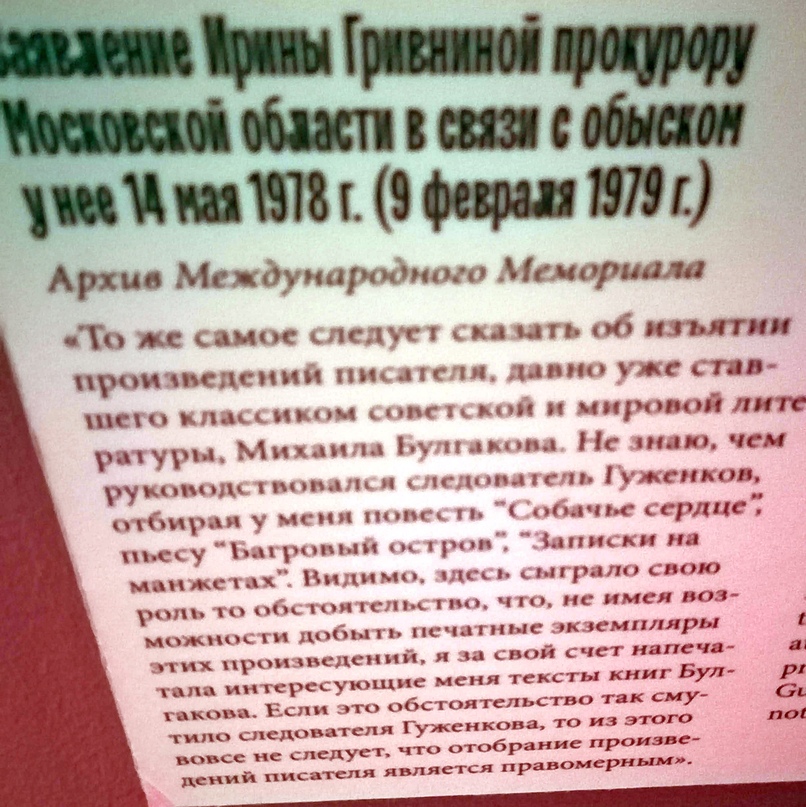 Заявление Ирины Гривниной прокурору
Московской области в связи с обыском
у нее 14 мая 1978 г. (9 февраля 1979 г.)
Архив Международного Мемориала
«То же самое следует сказать об изъятии
произведений писателя, давно уже став-
шего классиком советской и мировой лите
ратуры, Михаила Булгакова. Не знаю, чем
руководствовался следователь Гуженков,
отбирая у меня повесть “Собачье сердце”,
пьесу “Багровый остров”, “Записки на
манжетах”. Видимо, здесь сыграло свою
роль то обстоятельство, что, не имея воз-
можности добыть печатные экземпляры
этих произведений, я за свой счет напеча-
тала интересующие меня тексты книг Бул-
гакова. Если это обстоятельство так сму-
тило следователя Гуженкова, то из этого
вовсе не следует, что отобрание произве-
дений писателя является правомерным».
not